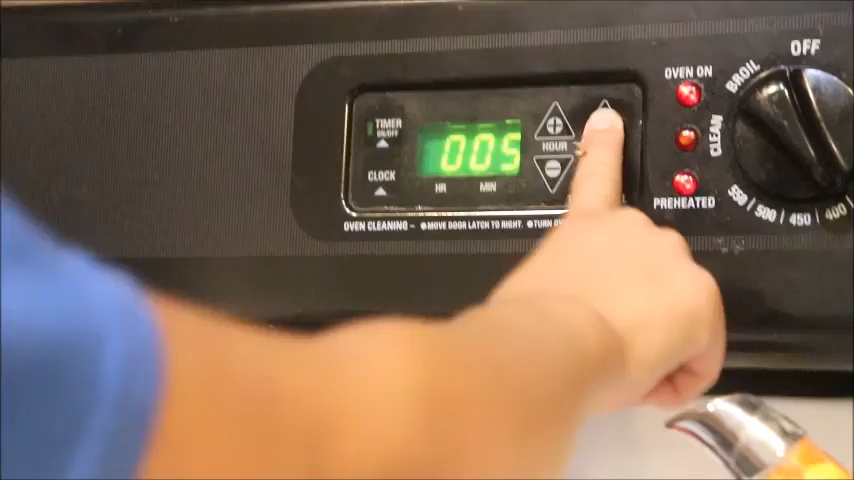 OFF
OVEN ON
BROIL
TIMER
ON/OFF
005
HOUR
CLEAN
CLOCK
HR MIN
PREHEATED
550 500 450 400
OVEN CLEANING - ●MOVE DOOR LATCH TO RIGHT. ●TURN